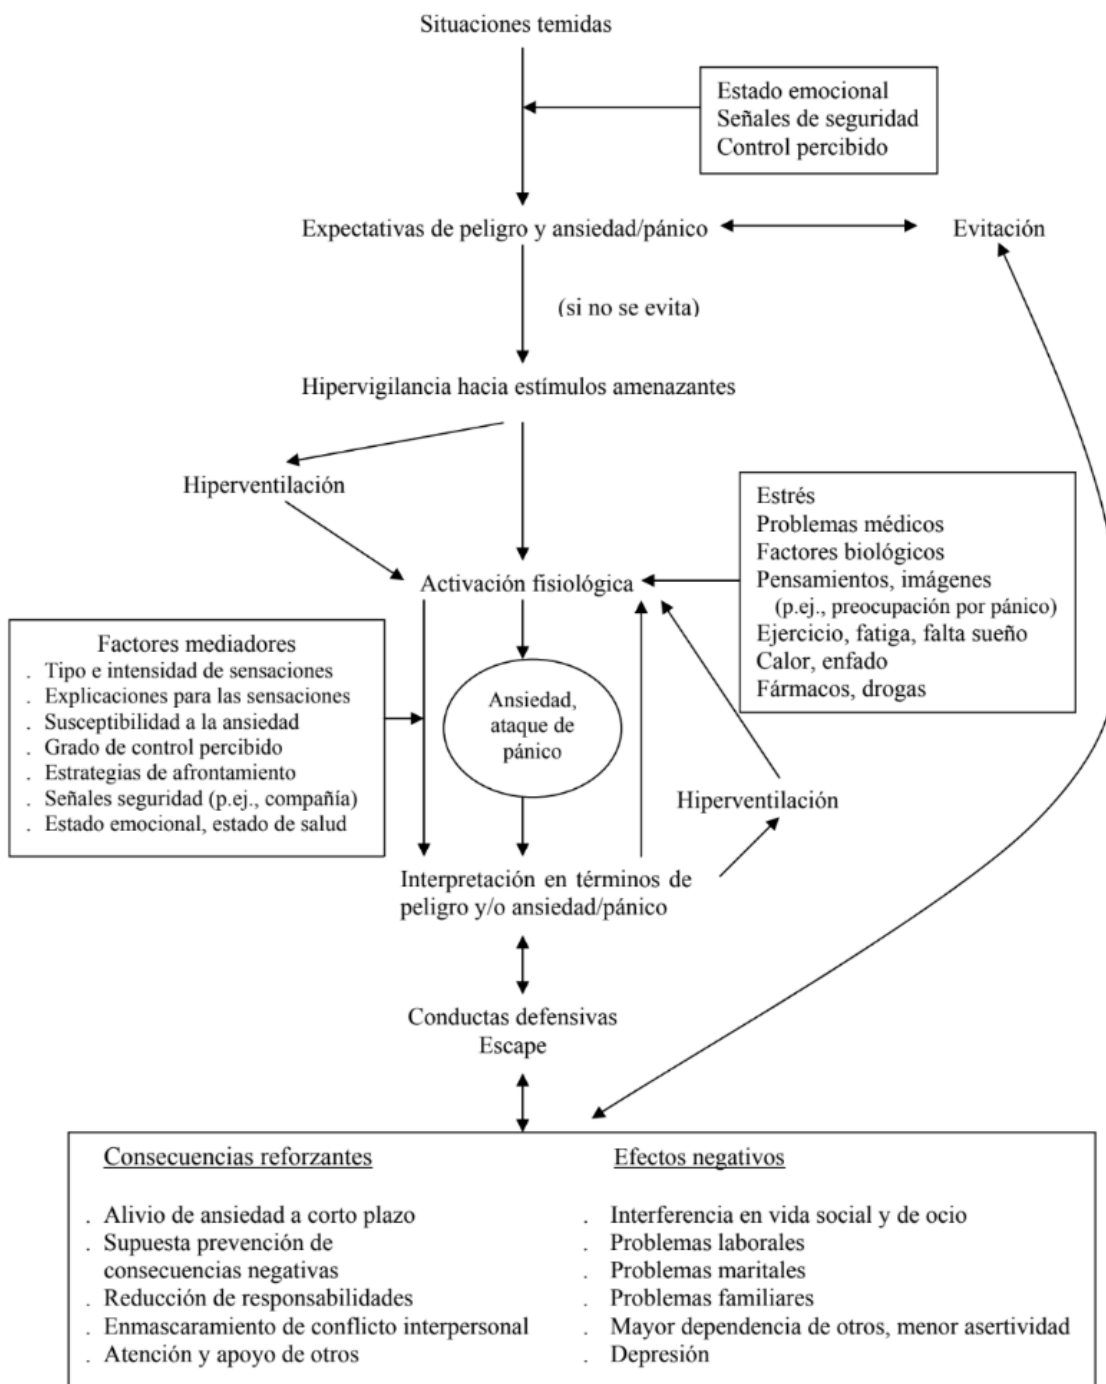 Situaciones temidas
Estado emocional
Señales de seguridad
Control percibido
Expectativas de peligro y ansiedad/pánico
Evitación
(si no se evita)
Hipervigilancia hacia estímulos amenazantes
Hiperventilación
Estrés
Problemas médicos
Factores biológicos
Pensamientos, imágenes
(p.ej., preocupación por pánico)
Ejercicio, fatiga, falta sueño
Calor, enfado
Fármacos, drogas
Activación fisiológica
Factores mediadores
. Tipo e intensidad de sensaciones
. Explicaciones para las sensaciones
. Susceptibilidad a la ansiedad
. Grado de control percibido
. Estrategias de afrontamiento
. Señales seguridad (p.ej., compañía)
. Estado emocional, estado de salud
Ansiedad,
ataque de
pánico
Hiperventilación
Interpretación en términos de
peligro y/o ansiedad/pánico
Conductas defensivas
Escape
Consecuencias reforzantes
. Alivio de ansiedad a corto plazo
. Supuesta prevención de
consecuencias negativas
. Reducción de responsabilidades
. Enmascaramiento de conflicto interpersonal
. Atención y apoyo de otros
Efectos negativos
. Interferencia en vida social y de ocio
. Problemas laborales
. Problemas maritales
. Problemas familiares
. Mayor dependencia de otros, menor asertividad
. Depresión